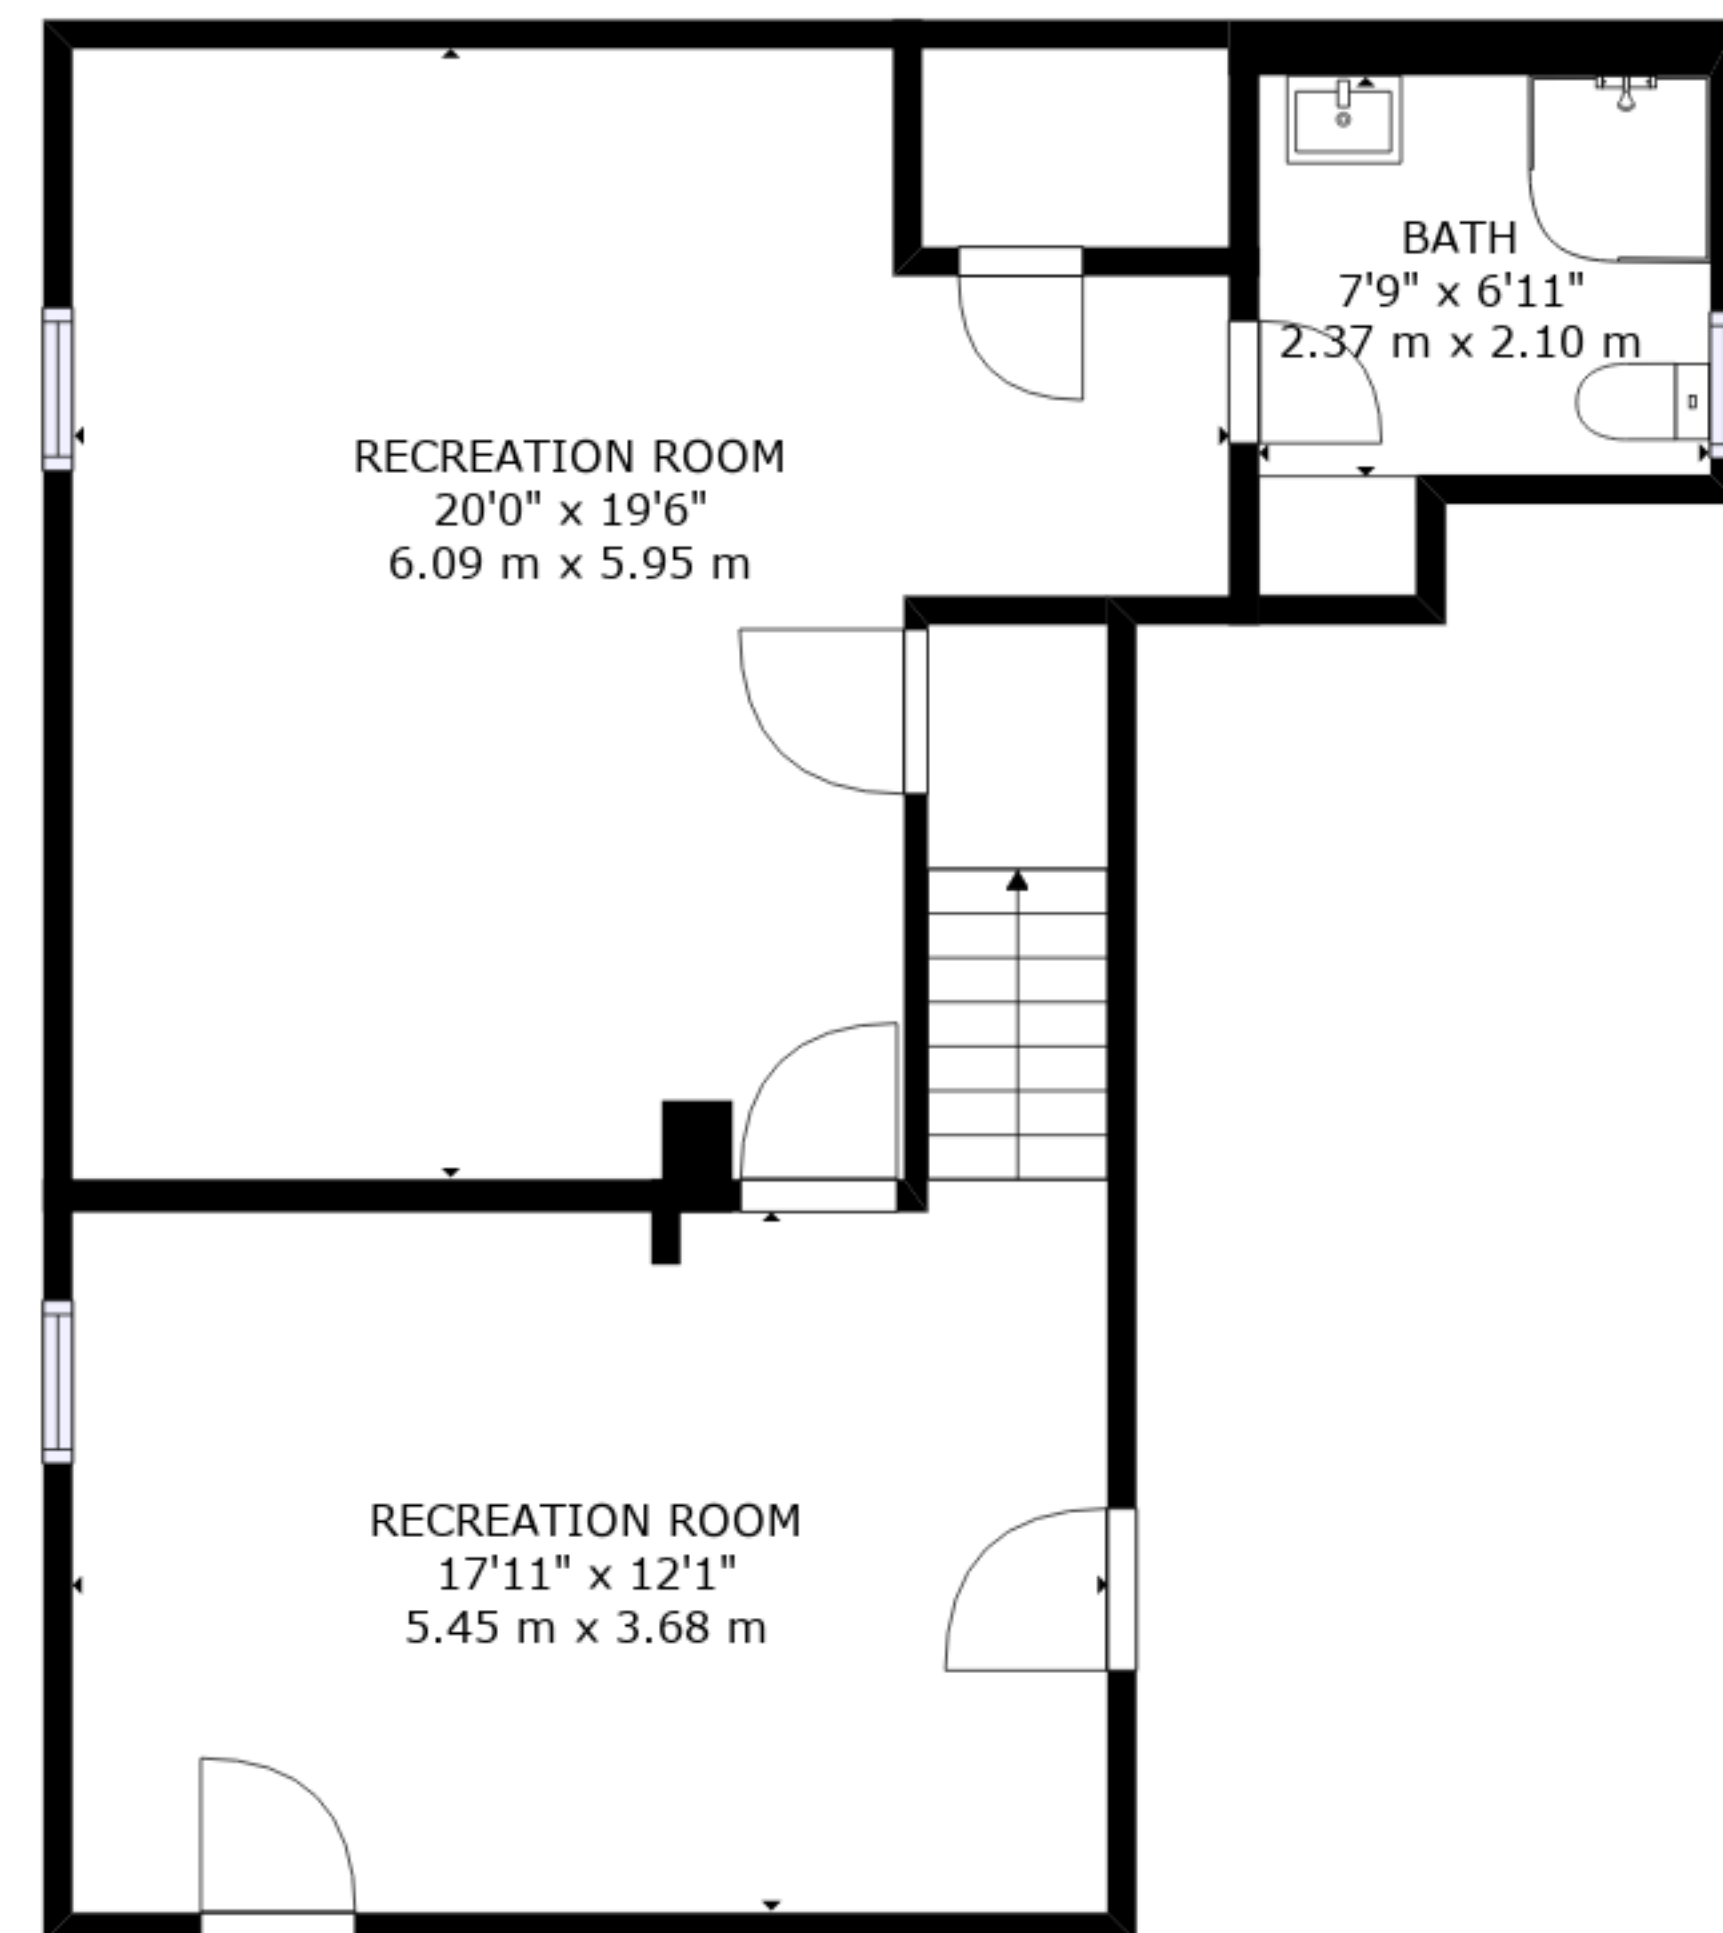 BATH
7'9" x 6'11"
2.37 m x 2.10 m
RECREATION ROOM
20'0" x 19'6"
6.09 m x 5.95 m
RECREATION ROOM
17'11" x 12'1"
5.45 m x 3.68 m